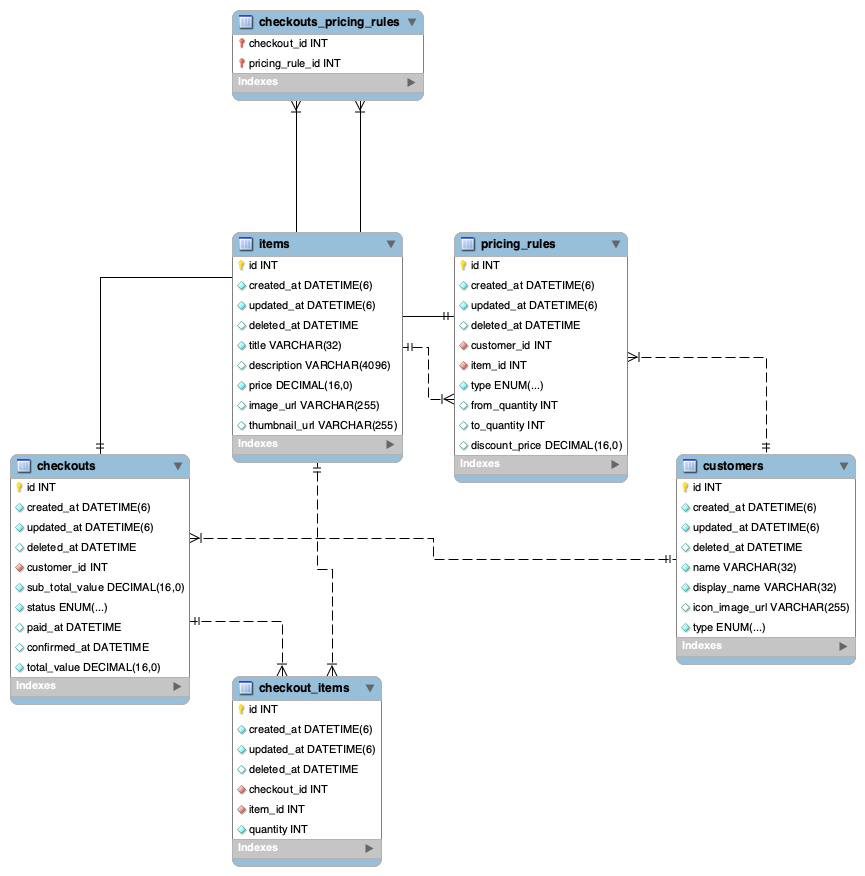 checkouts_pricing_rules
checkout_id INT
pricing_rule_id INT
Indexes
items
id INT
created_at DATETIME(6)
updated_at DATETIME(6)
deleted_at DATETIME
title VARCHAR(32)
description VARCHAR(4096)
price DECIMAL(16,0)
image_url VARCHAR(255)
thumbnail_url VARCHAR(255)
Indexes
pricing_rules
id INT
created_at DATETIME(6)
updated_at DATETIME(6)
deleted_at DATETIME
customer_id INT
item_id INT
type ENUM(...)
from_quantity INT
to_quantity INT
discount_price DECIMAL(16,0)
Indexes
checkouts
id INT
created_at DATETIME(6)
updated_at DATETIME(6)
deleted_at DATETIME
customer_id INT
sub_total_value DECIMAL(16,0)
status ENUM(...)
paid_at DATETIME
confirmed_at DATETIME
total_value DECIMAL(16,0)
Indexes
customers
id INT
created_at DATETIME(6)
updated_at DATETIME(6)
deleted_at DATETIME
name VARCHAR(32)
display_name VARCHAR(32)
icon_image_url VARCHAR(255)
type ENUM(...)
Indexes
checkout_items
id INT
created_at DATETIME(6)
updated_at DATETIME(6)
deleted_at DATETIME
checkout_id INT
item_id INT
quantity INT
Indexes